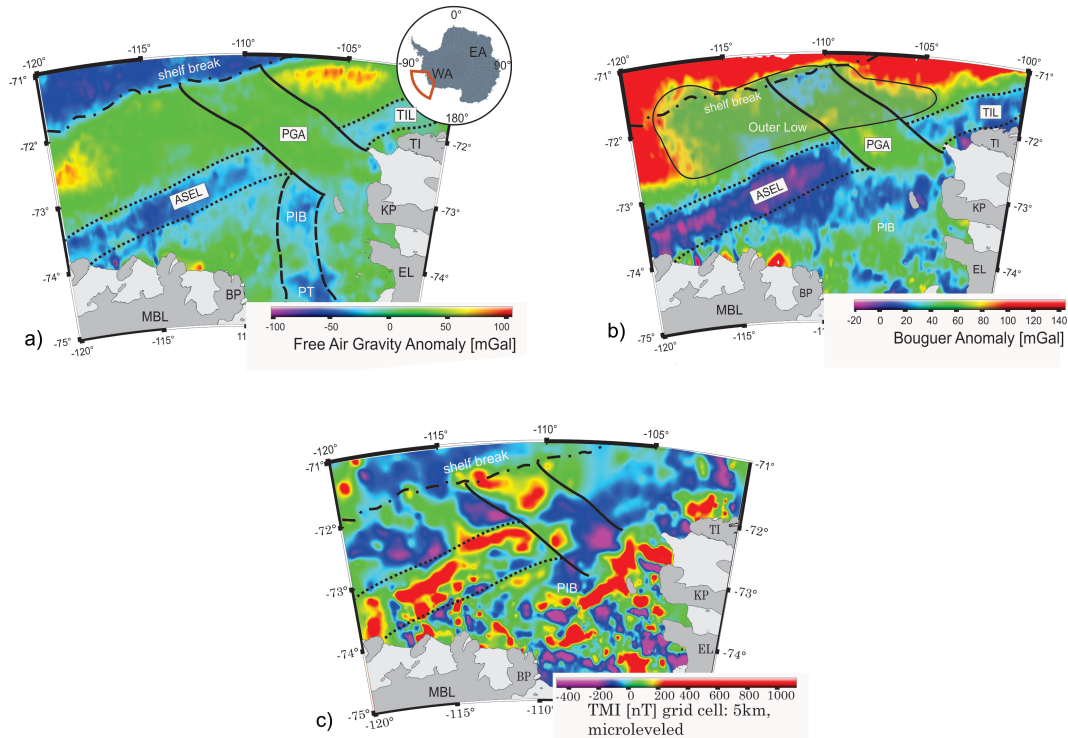 0°
-90°
EA
WA
90°
180°
-120°
-115°
-110°
-105°
-71°
shelf break
TIL
PGA
TI
-72°
ASEL
-73°
PIB
KP
-74°
EL
PT
BP
MBL
-75°
-120°
-115°
-100 -50 0 50 100
Free Air Gravity Anomaly [mGal]
a)
-120°
-115°
-110°
-105°
-100°
-71°
-71°
shelf break
Outer Low
TIL
PGA
TI
-72°
-72°
ASEL
-73°
-73°
KP
PIB
-74°
-74°
EL
BP
MBL
-75°
-120°
-115°
-20 0 20 40 60 80 100 120 140
Bouguer Anomaly [mGal]
b)
-120°
-115°
-110°
-105°
-71°
-71°
shelf break
-72°
TI
-72°
-73°
PIB
KP
-73°
-74°
EL
-74°
BP
MBL
-75°
-120°
-115°
-110°
-400 -200 0 200 400 600 800 1000
TMI [nT] grid cell: 5km,
microleveled
c)